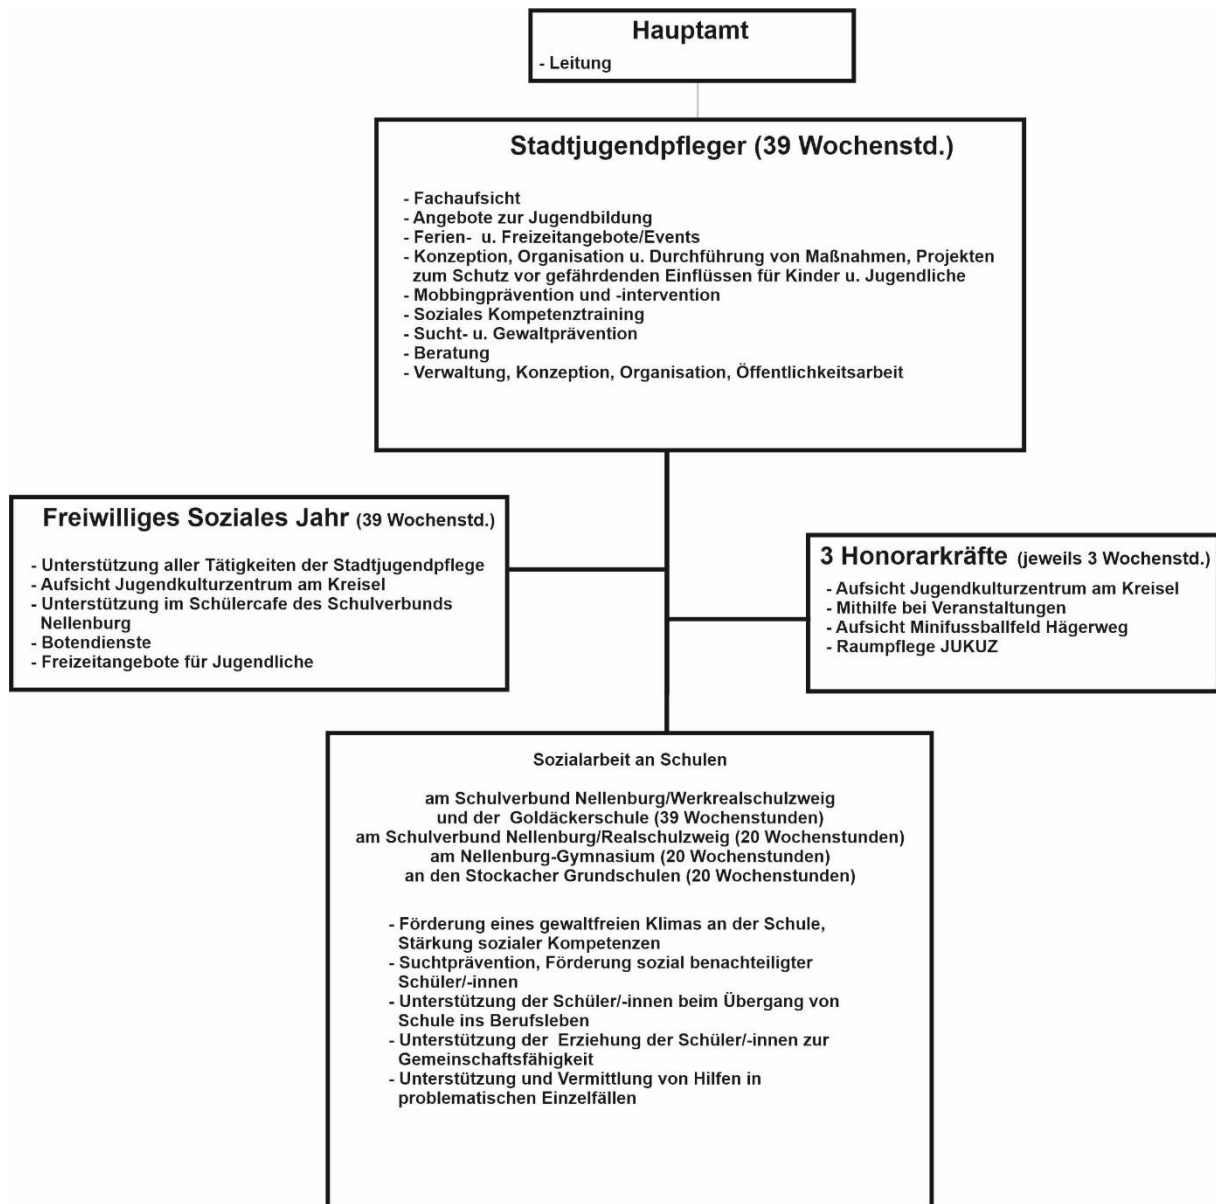 Hauptamt
- Leitung
Stadtjugendpfleger (39 Wochenstd.)
- Fachaufsicht
- Angebote zur Jugendbildung
- Ferien- u. Freizeitangebote/Events
- Konzeption, Organisation u. Durchführung von Maßnahmen, Projekten
zum Schutz vor gefährdenden Einflüssen für Kinder u. Jugendliche
- Mobbingprävention und -intervention
- Soziales Kompetenztraining
- Sucht- u. Gewaltprävention
- Beratung
- Verwaltung, Konzeption, Organisation, Öffentlichkeitsarbeit
Freiwilliges Soziales Jahr (39 Wochenstd.)
- Unterstützung aller Tätigkeiten der Stadtjugendpflege
- Aufsicht Jugendkulturzentrum am Kreisel
- Unterstützung im Schülercafe des Schulverbunds
Nellenburg
- Botendienste
- Freizeitangebote für Jugendliche
3 Honorarkräfte (jeweils 3 Wochenstd.)
- Aufsicht Jugendkulturzentrum am Kreisel
- Mithilfe bei Veranstaltungen
- Aufsicht Minifussballfeld Hägerweg
- Raumpflege JUKUZ
Sozialarbeit an Schulen
am Schulverbund Nellenburg/Werkrealschulzweig
und der Goldäckerschule (39 Wochenstunden)
am Schulverbund Nellenburg/Realschulzweig (20 Wochenstunden)
am Nellenburg-Gymnasium (20 Wochenstunden)
an den Stockacher Grundschulen (20 Wochenstunden)
- Förderung eines gewaltfreien Klimas an der Schule,
Stärkung sozialer Kompetenzen
- Suchtprävention, Förderung sozial benachteiligter
Schüler/-innen
- Unterstützung der Schüler/-innen beim Übergang von
Schule ins Berufsleben
- Unterstützung der Erziehung der Schüler/-innen zur
Gemeinschaftsfähigkeit
- Unterstützung und Vermittlung von Hilfen in
problematischen Einzelfällen